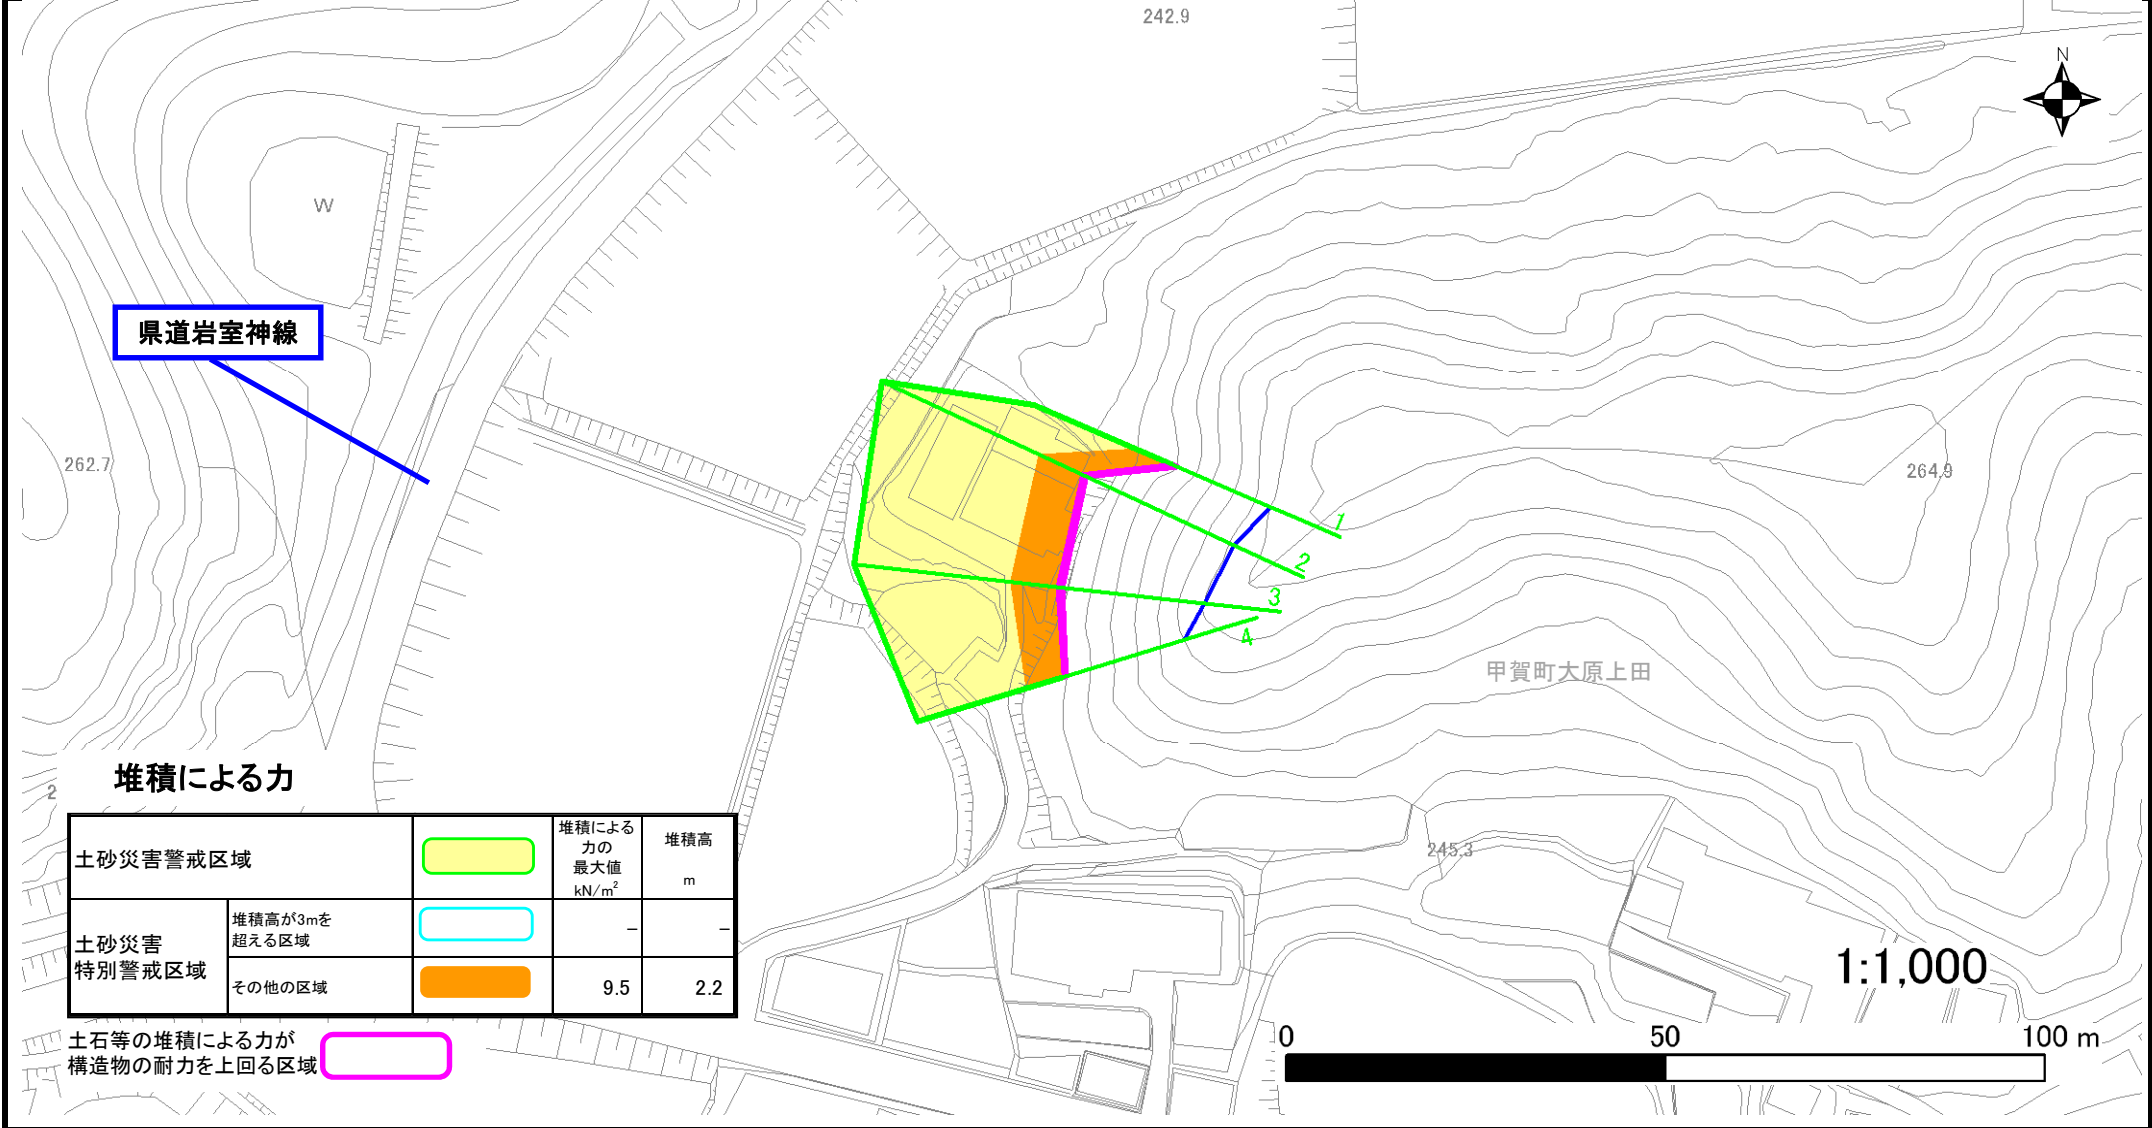 242.9
N
W
県道岩室神線
262.7
264.9
1
2
3
4
甲賀町大原上田
堆積による力
2
土砂災害警戒区域
堆積による
力の
最大値
kN/m²
堆積高
m
245.3
土砂災害
特別警戒区域
堆積高が3mを
超える区域
–
–
その他の区域
9.5
2.2
1:1,000
土石等の堆積による力が
構造物の耐力を上回る区域
0
50
100 m